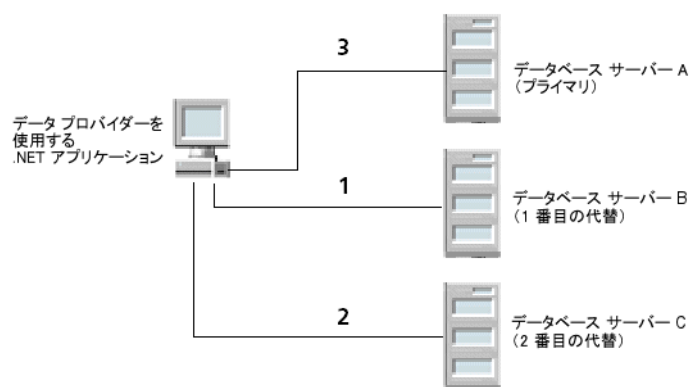 3
データベース サーバー A
(プライマリ)
データ プロバイダーを
使用する
.NET アプリケーション
1
データベース サーバー B
(1 番目の代替)
2
データベース サーバー C
(2 番目の代替)